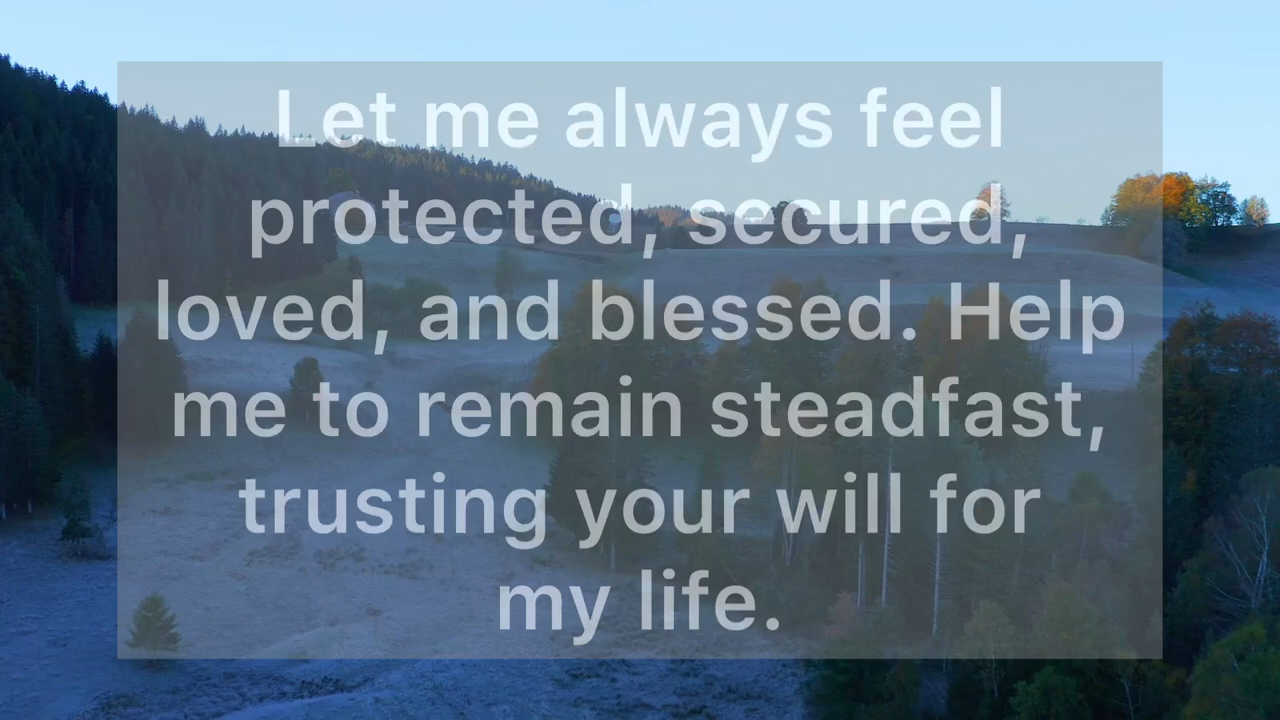 Let me always feel
protected, secured,
loved, and blessed. Help
me to remain steadfast,
trusting your will for
my life.